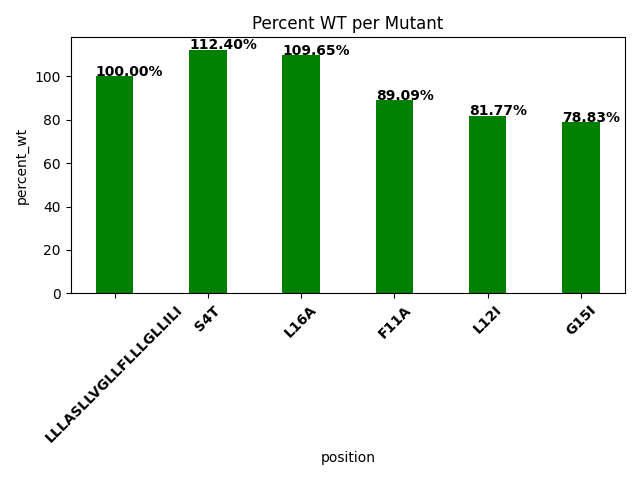 Percent WT per Mutant
percent_wt
100
80
60
40
20
0
100.00%
112.40%
109.65%
89.09%
81.77%
78.83%
LLLASLLVGLLFLLLGLLILI
S4T
L16A
F11A
L12I
G15I
position